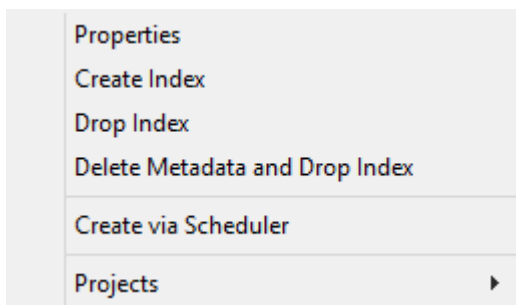 Properties
Create Index
Drop Index
Delete Metadata and Drop Index
Create via Scheduler
Projects